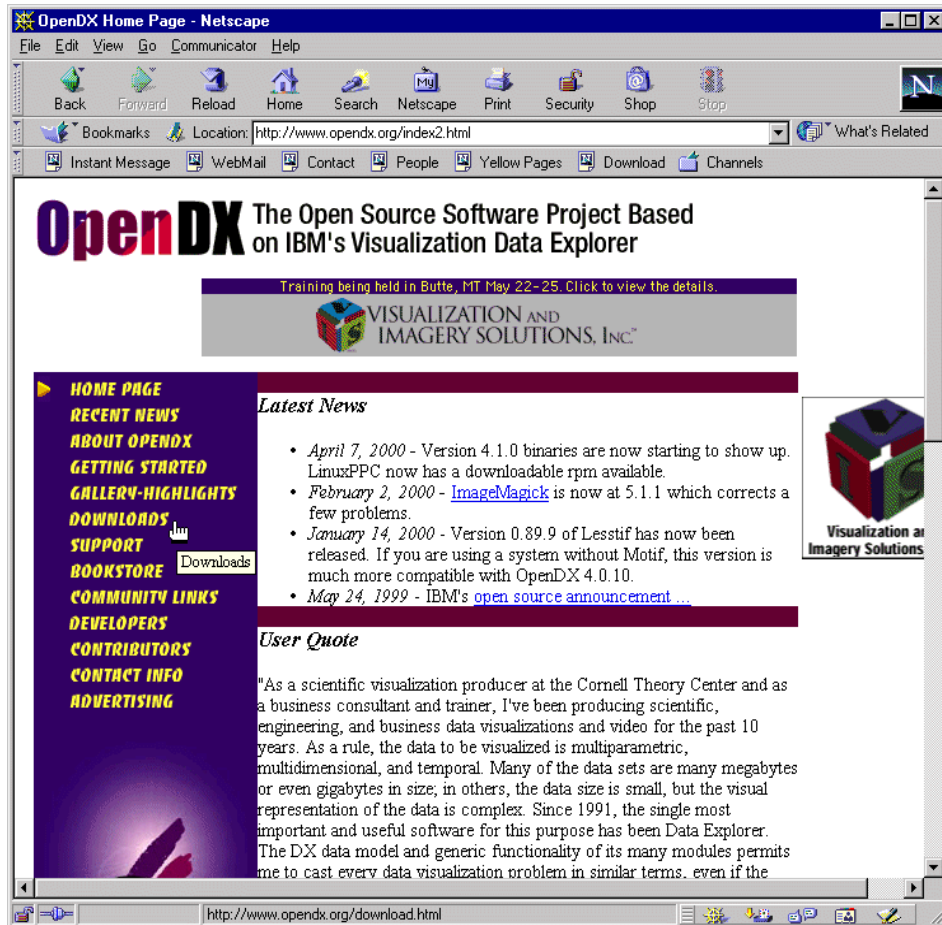 OpenDX Home Page - Netscape
File Edit View Go Communicator Help
Back Forward Reload Home Search Netscape Print Security Shop Stop
My
N
Bookmarks Location: http://www.opendx.org/index2.html What's Related
Instant Message WebMail Contact People Yellow Pages Download Channels
OpenDX The Open Source Software Project Based
on IBM's Visualization Data Explorer
Training being held in Butte, MT May 22-25. Click to view the details.
VISUALIZATION AND
IMAGERY SOLUTIONS, INC.™
HOME PAGE
RECENT NEWS
ABOUT OPENDX
GETTING STARTED
GALLERY-HIGHLIGHTS
DOWNLOADS
SUPPORT
Downloads
BOOKSTORE
COMMUNITY LINKS
DEVELOPERS
CONTRIBUTORS
CONTACT INFO
ADVERTISING
Latest News
• April 7, 2000 - Version 4.1.0 binaries are now starting to show up.
LinuxPPC now has a downloadable rpm available.
• February 2, 2000 - ImageMagick is now at 5.1.1 which corrects a
few problems.
• January 14, 2000 - Version 0.89.9 of Lesstif has now been
released. If you are using a system without Motif, this version is
much more compatible with OpenDX 4.0.10.
• May 24, 1999 - IBM's open source announcement ...
Visualization an
Imagery Solutions
User Quote
"As a scientific visualization producer at the Cornell Theory Center and as
a business consultant and trainer, I've been producing scientific,
engineering, and business data visualizations and video for the past 10
years. As a rule, the data to be visualized is multiparametric,
multidimensional, and temporal. Many of the data sets are many megabytes
or even gigabytes in size; in others, the data size is small, but the visual
representation of the data is complex. Since 1991, the single most
important and useful software for this purpose has been Data Explorer.
The DX data model and generic functionality of its many modules permits
me to cast every data visualization problem in similar terms, even if the
http://www.opendx.org/download.html